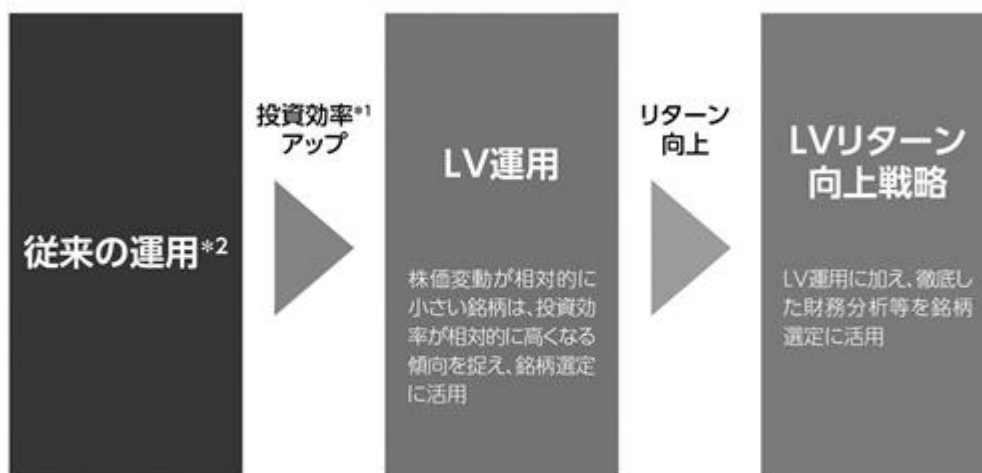 従来の運用*2
投資効率*1
アップ
LV運用
株価変動が相対的に
小さい銘柄は、投資効
率が相対的に高くなる
傾向を捉え、銘柄選定
に活用
リターン
向上
LVリターン
向上戦略
LV運用に加え、徹底し
た財務分析等を銘柄
選定に活用